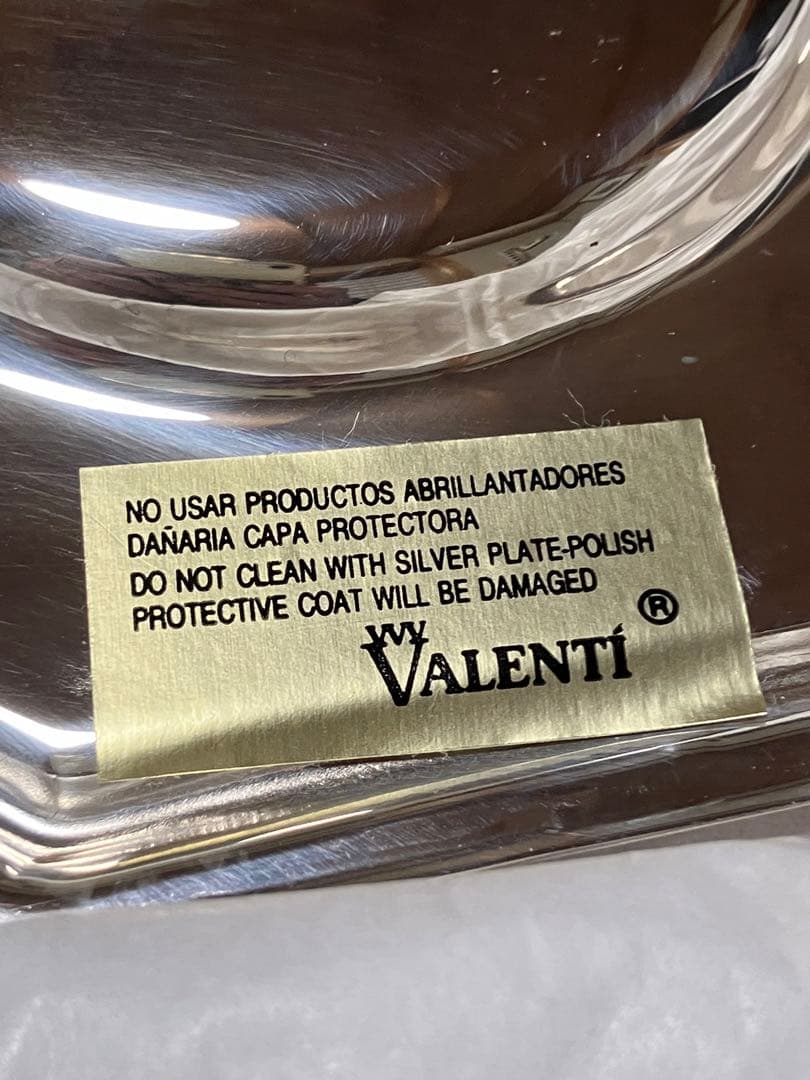 NO USAR PRODUCTOS ABRILLANTADORES
DAÑARIA CAPA PROTECTORA
DO NOT CLEAN WITH SILVER PLATE-POLISH
PROTECTIVE COAT WILL BE DAMAGED
VALENTÍ ®